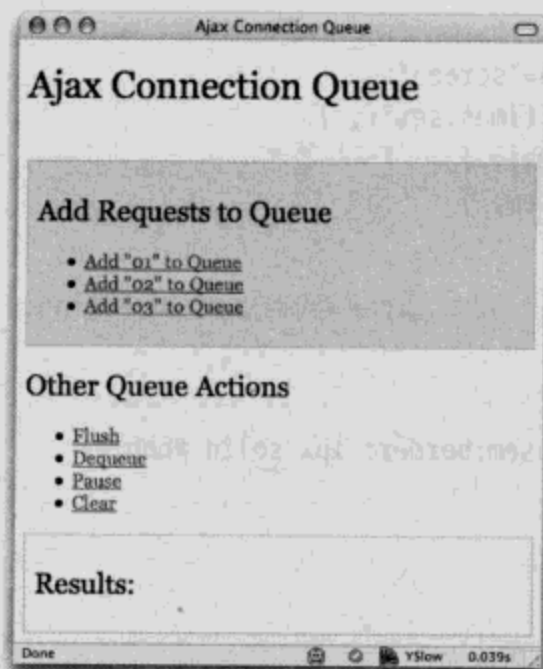 Ajax Connection Queue
Ajax Connection Queue
Add Requests to Queue
Add "01" to Queue
Add "02" to Queue
Add "03" to Queue
Other Queue Actions
Flush
Dequeue
Pause
Clear
Results:
Done YSlow 0.039s